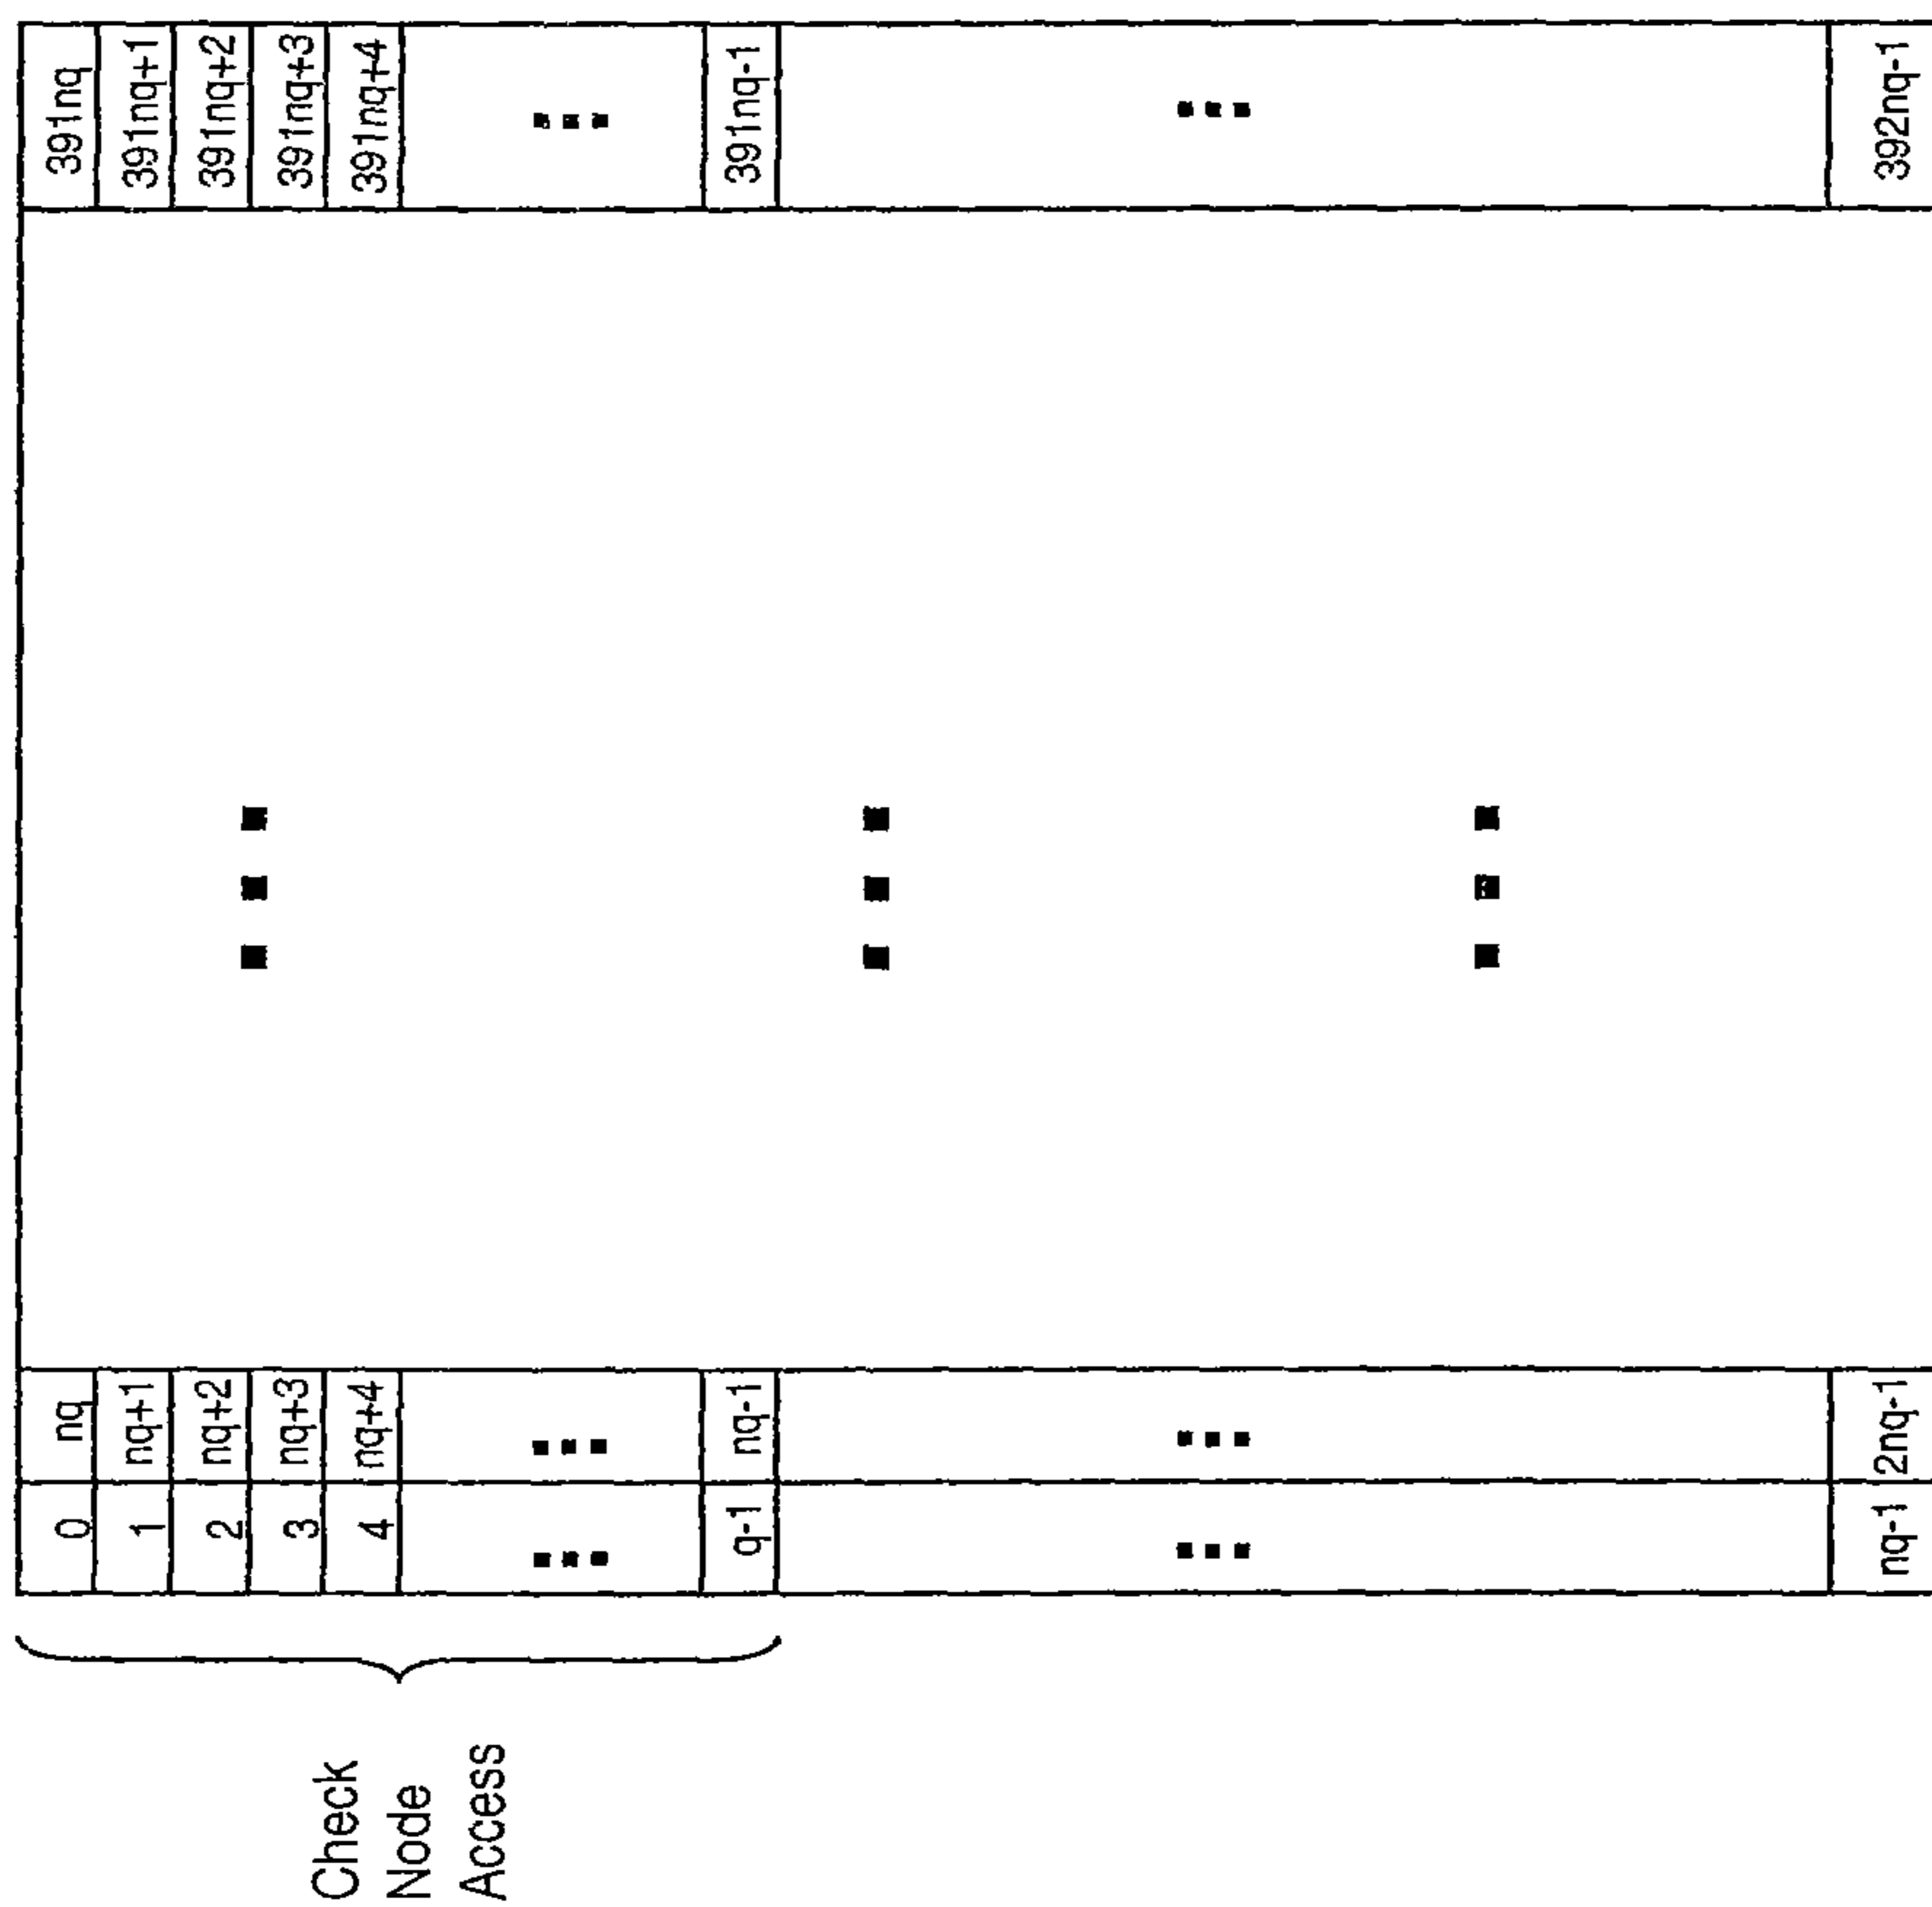 Check
Node
Access
0 nq 391nq
1 nq+1 391nq+1
2 nq+2 391nq+2
3 nq+3 391nq+3
4 nq+4 391nq+4
q-1 nq-1 391nq-1
nq-1 2nq-1 392nq-1